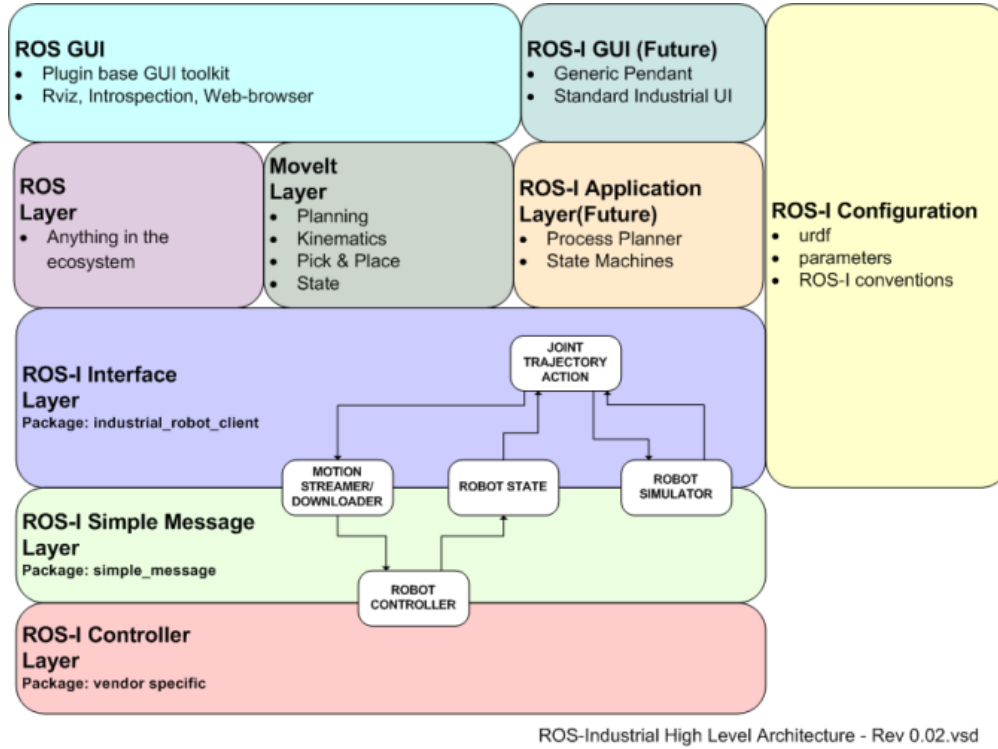 ROS GUI
• Plugin base GUI toolkit
• Rviz, Introspection, Web-browser
ROS-I GUI (Future)
• Generic Pendant
• Standard Industrial UI
ROS
Layer
• Anything in the
ecosystem
MoveIt
Layer
• Planning
• Kinematics
• Pick & Place
• State
ROS-I Application
Layer(Future)
• Process Planner
• State Machines
ROS-I Configuration
• urdf
• parameters
• ROS-I conventions
ROS-I Interface
Layer
Package: industrial_robot_client
JOINT
TRAJECTORY
ACTION
MOTION
STREAMER/
DOWNLOADER
ROBOT STATE
ROBOT
SIMULATOR
ROS-I Simple Message
Layer
Package: simple_message
ROBOT
CONTROLLER
ROS-I Controller
Layer
Package: vendor specific
ROS-Industrial High Level Architecture - Rev 0.02.vsd